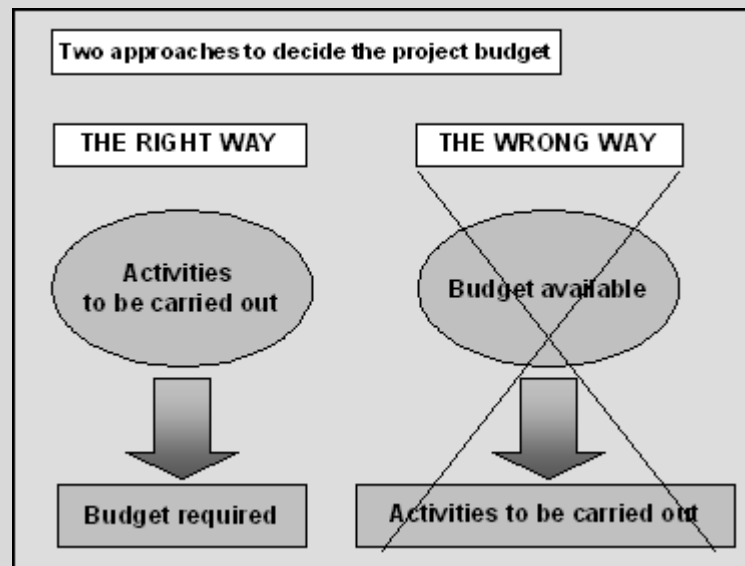 Two approaches to decide the project budget
THE RIGHT WAY
THE WRONG WAY
Activities
to be carried out
Budget available
Budget required
Activities to be carried out